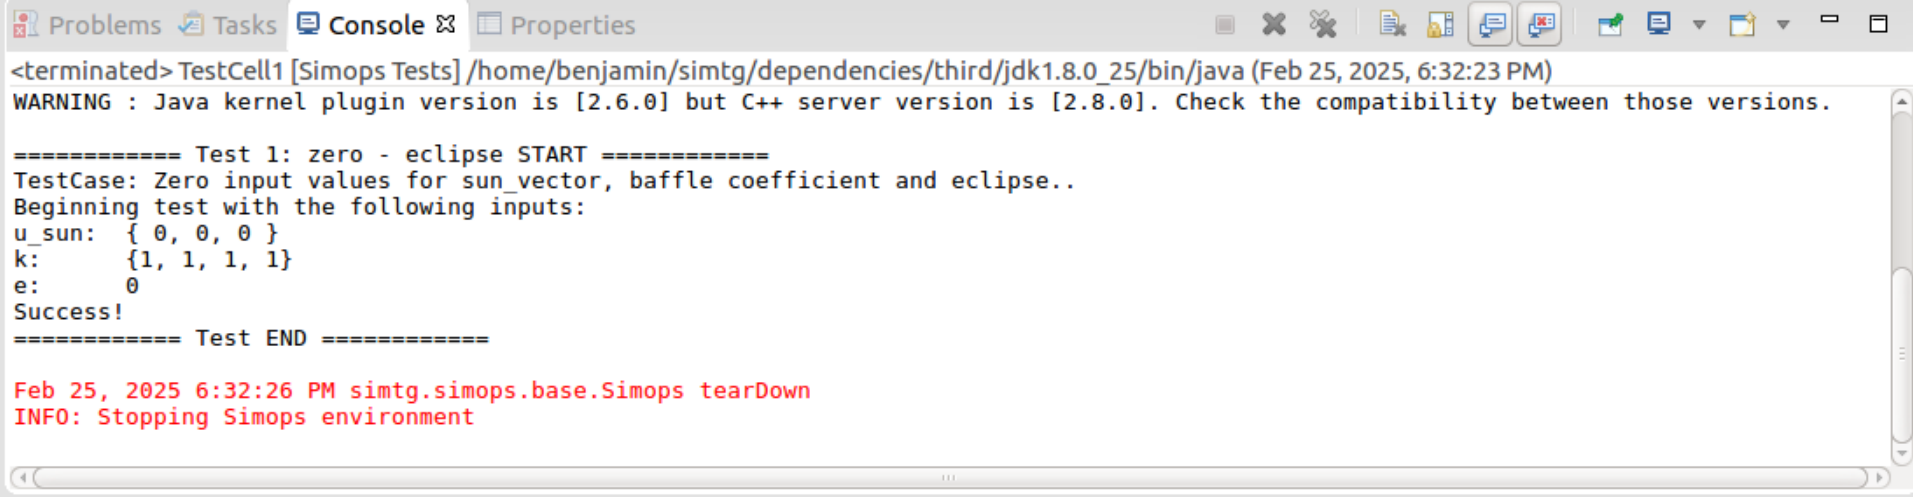 Problems Tasks Console Properties
<terminated> TestCell1 [Simops Tests] /home/benjamin/simtg/dependencies/third/jdk1.8.0_25/bin/java (Feb 25, 2025, 6:32:23 PM)
WARNING : Java kernel plugin version is [2.6.0] but C++ server version is [2.8.0]. Check the compatibility between those versions.
============ Test 1: zero - eclipse START ============
TestCase: Zero input values for sun_vector, baffle coefficient and eclipse..
Beginning test with the following inputs:
u_sun:  { 0, 0, 0 }
k:      {1, 1, 1, 1}
e:      0
Success!
============ Test END ============
Feb 25, 2025 6:32:26 PM simtg.simops.base.Simops tearDown
INFO: Stopping Simops environment